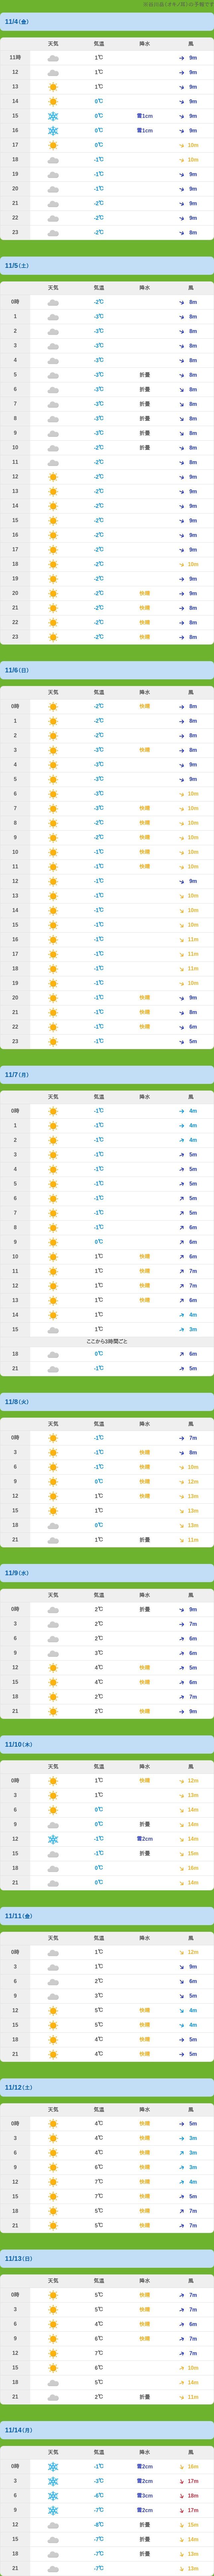 11/4(金)
天気 気温 降水 風
11時 1℃ 9m
12 1℃ 9m
13 1℃ 9m
14 0℃ 9m
15 0℃ 雪1cm 9m
16 0℃ 雪1cm 9m
17 0℃ 10m
18 -1℃ 10m
19 -1℃ 9m
20 -1℃ 9m
21 -2℃ 9m
22 -2℃ 9m
23 -2℃ 8m
11/5(土)
天気 気温 降水 風
0時 -2℃ 8m
1 -3℃ 8m
2 -3℃ 8m
3 -3℃ 8m
4 -3℃ 8m
5 -3℃ 折畳 8m
6 -3℃ 折畳 8m
7 -3℃ 折畳 8m
8 -3℃ 折畳 8m
9 -3℃ 折畳 8m
10 -2℃ 折畳 8m
11 -2℃ 8m
12 -2℃ 9m
13 -2℃ 9m
14 -2℃ 9m
15 -2℃ 9m
16 -2℃ 9m
17 -2℃ 9m
18 -2℃ 10m
19 -2℃ 9m
20 -2℃ 快晴 9m
21 -2℃ 快晴 8m
22 -2℃ 快晴 8m
23 -2℃ 快晴 8m
11/6(日)
天気 気温 降水 風
0時 -2℃ 快晴 8m
1 -2℃ 8m
2 -2℃ 8m
3 -3℃ 快晴 8m
4 -3℃ 9m
5 -3℃ 9m
6 -3℃ 快晴 10m
7 -3℃ 快晴 10m
8 -2℃ 快晴 10m
9 -2℃ 快晴 10m
10 -1℃ 快晴 10m
11 -1℃ 快晴 10m
12 -1℃ 9m
13 -1℃ 10m
14 -1℃ 10m
15 -1℃ 10m
16 -1℃ 11m
17 -1℃ 11m
18 -1℃ 11m
19 -1℃ 10m
20 -1℃ 快晴 9m
21 -1℃ 快晴 8m
22 -1℃ 快晴 6m
23 -1℃ 5m
11/7(月)
天気 気温 降水 風
0時 -1℃ 4m
1 -1℃ 4m
2 -1℃ 4m
3 -1℃ 5m
4 -1℃ 5m
5 -1℃ 5m
6 -1℃ 5m
7 -1℃ 5m
8 -1℃ 6m
9 0℃ 6m
10 1℃ 快晴 6m
11 1℃ 快晴 7m
12 1℃ 快晴 7m
13 1℃ 快晴 6m
14 1℃ 4m
15 1℃ 3m
ここから3時間ごと
18 0℃ 6m
21 -1℃ 5m
11/8(火)
天気 気温 降水 風
0時 -1℃ 7m
3 -1℃ 快晴 8m
6 -1℃ 快晴 10m
9 0℃ 快晴 12m
12 1℃ 快晴 13m
15 1℃ 13m
18 0℃ 13m
21 1℃ 折畳 11m
11/9(水)
天気 気温 降水 風
0時 2℃ 折畳 9m
3 2℃ 7m
6 2℃ 6m
9 3℃ 6m
12 4℃ 快晴 5m
15 4℃ 快晴 6m
18 2℃ 7m
21 2℃ 快晴 9m
11/10(木)
天気 気温 降水 風
0時 1℃ 快晴 12m
3 1℃ 13m
6 0℃ 14m
9 0℃ 折畳 14m
12 -1℃ 雪2cm 14m
15 -1℃ 折畳 15m
18 0℃ 16m
21 0℃ 14m
11/11(金)
天気 気温 降水 風
0時 1℃ 12m
3 1℃ 9m
6 2℃ 6m
9 3℃ 5m
12 5℃ 快晴 4m
15 5℃ 快晴 4m
18 4℃ 快晴 5m
21 4℃ 快晴 5m
11/12(土)
天気 気温 降水 風
0時 4℃ 快晴 5m
3 4℃ 快晴 3m
6 4℃ 快晴 3m
9 6℃ 快晴 3m
12 7℃ 快晴 4m
15 7℃ 快晴 5m
18 5℃ 快晴 7m
21 5℃ 快晴 7m
11/13(日)
天気 気温 降水 風
0時 5℃ 快晴 7m
3 5℃ 快晴 7m
6 4℃ 快晴 6m
9 6℃ 快晴 7m
12 7℃ 7m
15 6℃ 10m
18 5℃ 14m
21 2℃ 折畳 11m
11/14(月)
天気 気温 降水 風
0時 -1℃ 雪2cm 16m
3 -3℃ 雪2cm 17m
6 -6℃ 雪3cm 18m
9 -7℃ 雪2cm 17m
12 -8℃ 折畳 15m
15 -7℃ 折畳 14m
18 -7℃ 折畳 13m
21 -7℃ 13m